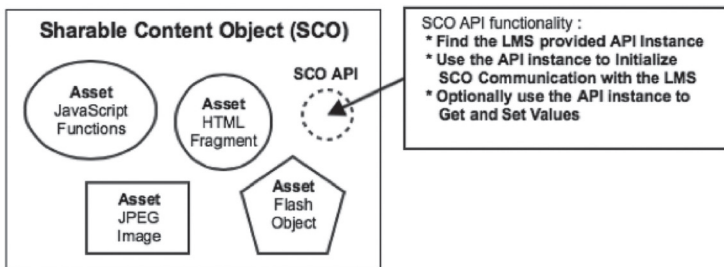 Sharable Content Object (SCO)
SCO API
Asset
JavaScript
Functions
Asset
HTML
Fragment
Asset
JPEG
Image
Asset
Flash
Object
SCO API functionality :
* Find the LMS provided API Instance
* Use the API instance to Initialize
SCO Communication with the LMS
* Optionally use the API instance to
Get and Set Values